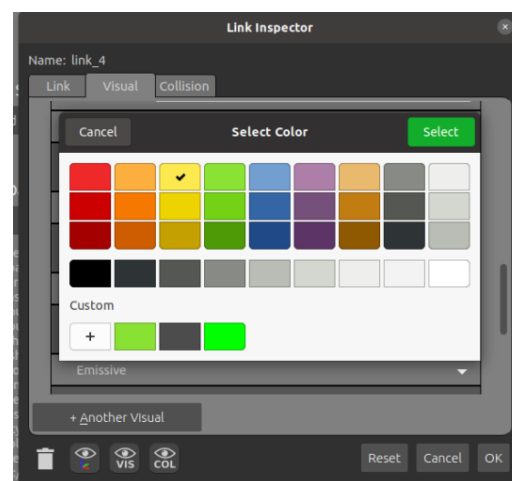 Link Inspector
Name: link_4
Link Visual Collision
Cancel Select Color Select
Custom
+
Emissive
+ Another Visual
VIS COL Reset Cancel OK